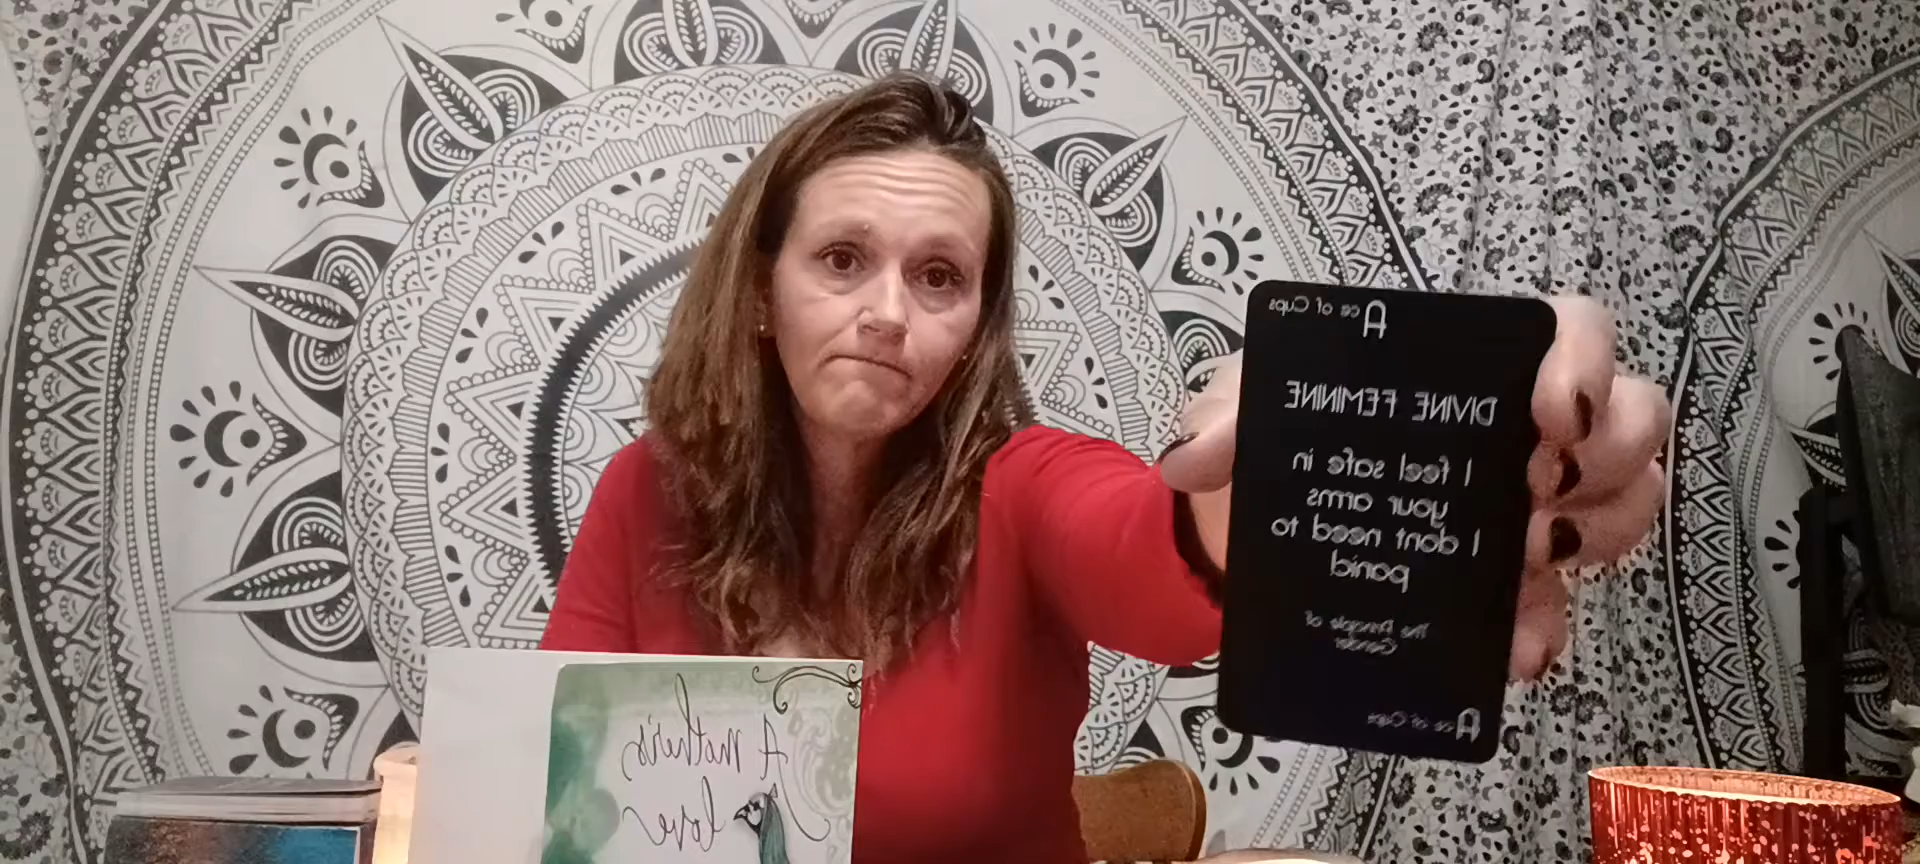 A mother's
love
Ace of Cups
DIVINE FEMININE
I feel safe in
your arms
I dont need to
panic!
The Principle of
Gender
Ace of Cups